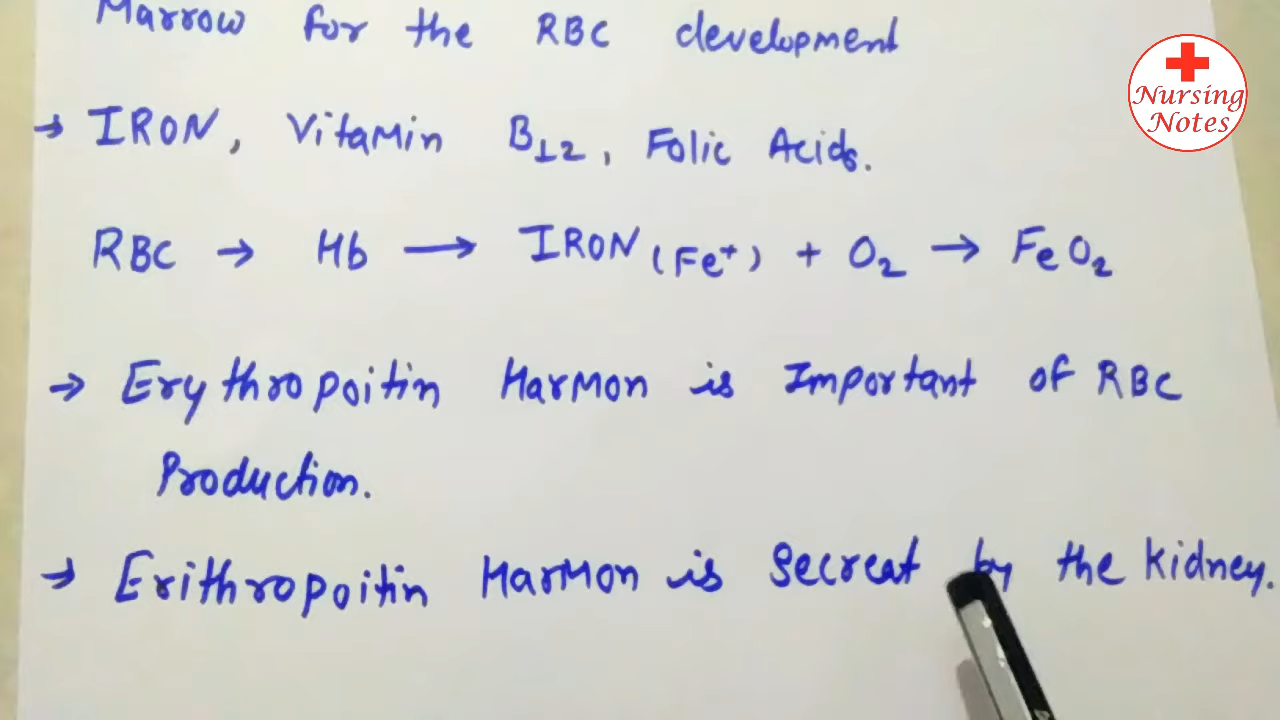 Marrow for the RBC development
→ IRON, Vitamin B12, Folic Acids.
RBC → Hb → IRON (Fe+) + O2 → FeO2
→ Erythropoitin Harmon is Important of RBC
Production.
→ Erithropoitin Harmon is Secreat by the Kidney.
Nursing
Notes